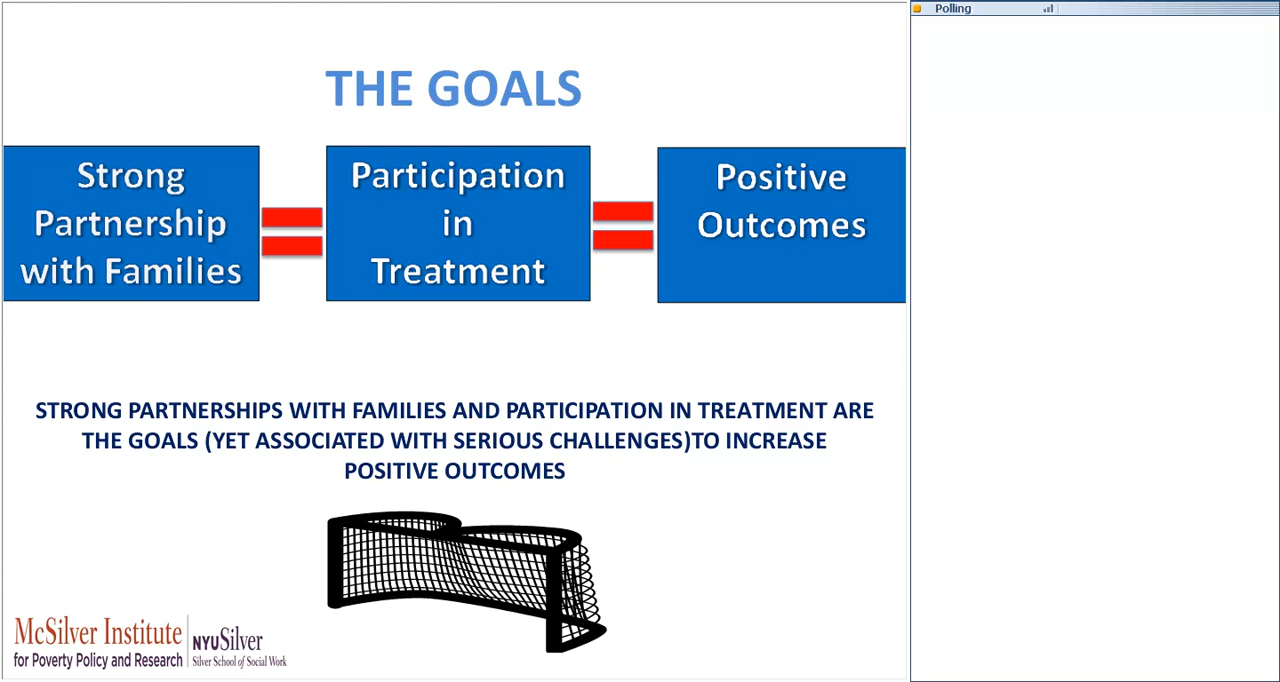 Polling
THE GOALS
Strong
Partnership
with Families
Participation
in
Treatment
Positive
Outcomes
STRONG PARTNERSHIPS WITH FAMILIES AND PARTICIPATION IN TREATMENT ARE
THE GOALS (YET ASSOCIATED WITH SERIOUS CHALLENGES)TO INCREASE
POSITIVE OUTCOMES
McSilver Institute
for Poverty Policy and Research
NYUSilver
Silver School of Social Work